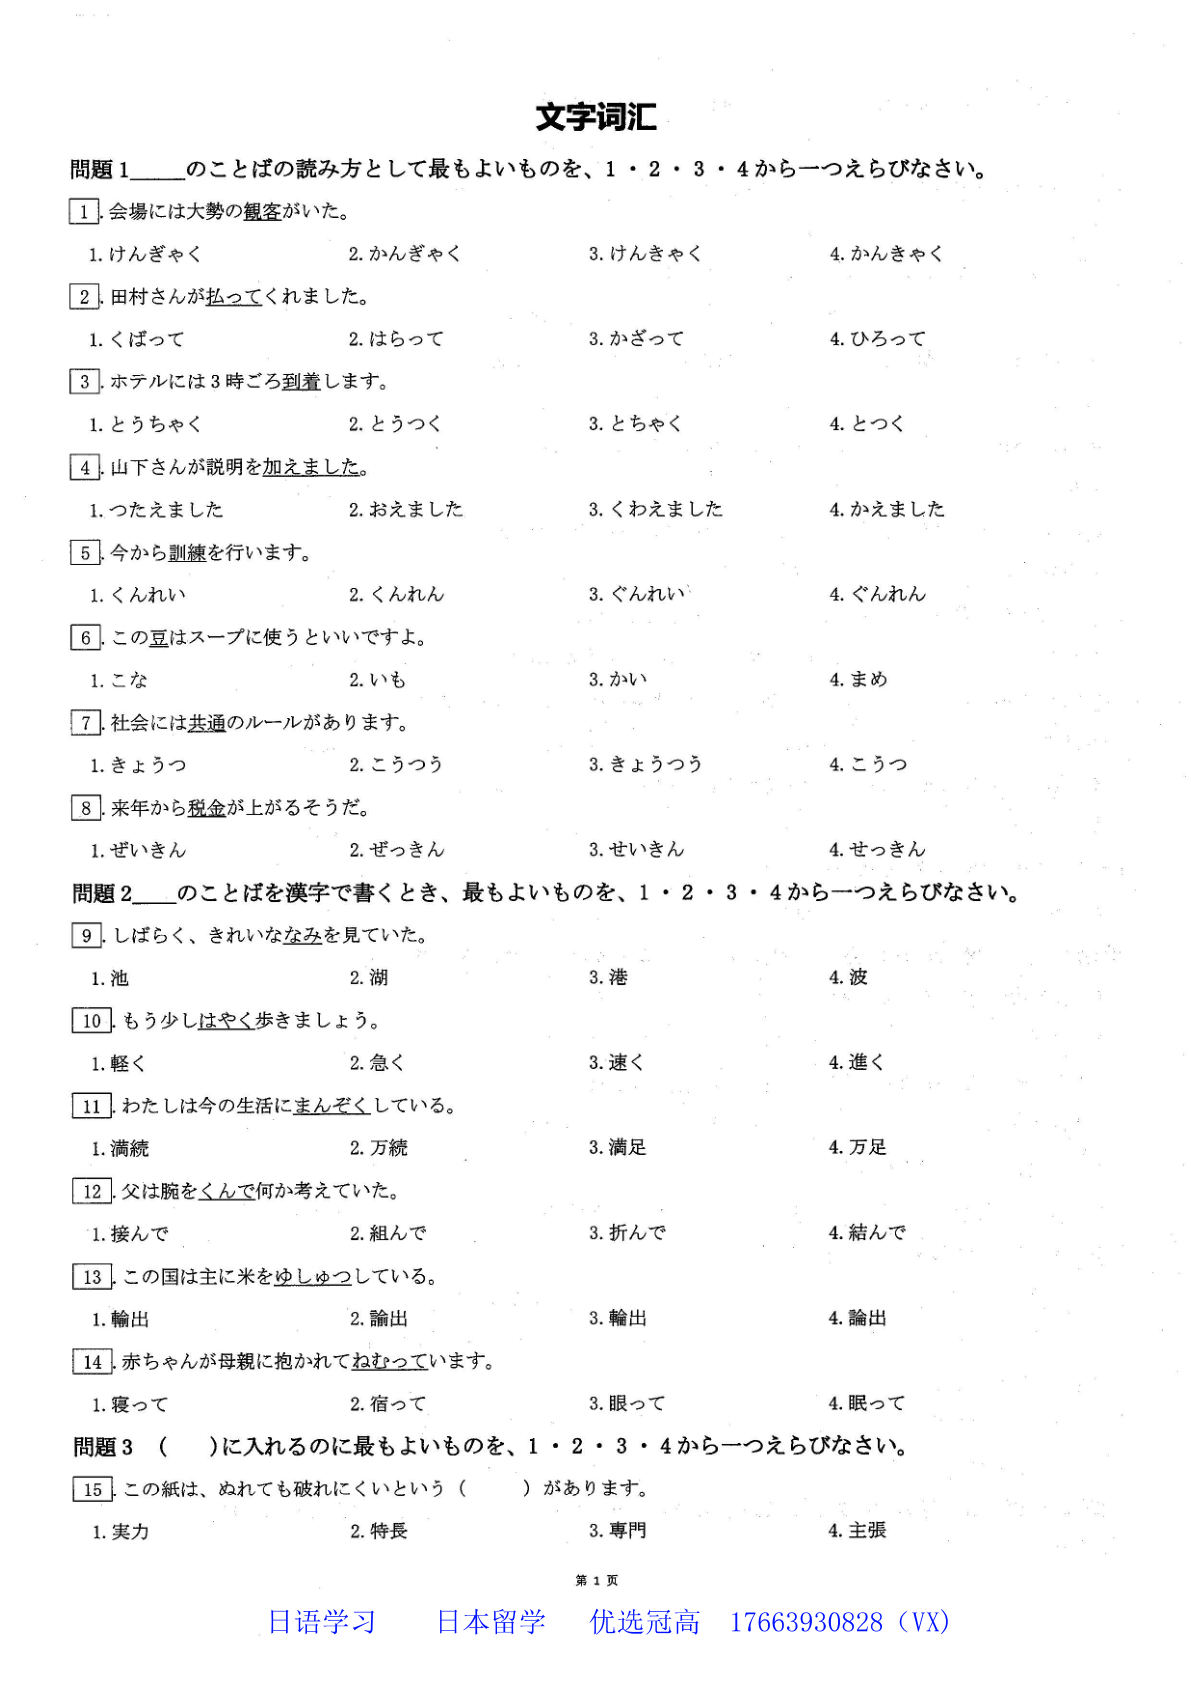 文字词汇
問題1____のことばの読み方として最もよいものを、1・2・3・4から一つえらびなさい。
1.会場には大勢の観客がいた。
1.けんぎゃく 2.かんぎゃく 3.けんきゃく 4.かんきゃく
2.田村さんが払ってくれました。
1.くばって 2.はらって 3.かざって 4.ひろって
3.ホテルには3時ごろ到着します。
1.とうちゃく 2.とうつく 3.とちゃく 4.とつく
4.山下さんが説明を加えました。
1.つたえました 2.おえました 3.くわえました 4.かえました
5.今から訓練を行います。
1.くんれい 2.くんれん 3.ぐんれい 4.ぐんれん
6.この豆はスープに使うといいですよ。
1.こな 2.いも 3.かい 4.まめ
7.社会には共通のルールがあります。
1.きょうつ 2.こうつう 3.きょうつう 4.こうつ
8.来年から税金が上がるそうだ。
1.ぜいきん 2.ぜっきん 3.せいきん 4.せっきん
問題2____のことばを漢字で書くとき、最もよいものを、1・2・3・4から一つえらびなさい。
9.しばらく、きれいななみを見ていた。
1.池 2.湖 3.港 4.波
10.もう少しはやく歩きましょう。
1.軽く 2.急く 3.速く 4.進く
11.わたしは今の生活にまんぞくしている。
1.満続 2.万続 3.満足 4.万足
12.父は腕をくんで何か考えていた。
1.接んで 2.組んで 3.折んで 4.結んで
13.この国は主に米をゆしゅつしている。
1.輸出 2.諭出 3.輪出 4.論出
14.赤ちゃんが母親に抱かれてねむっています。
1.寝って 2.宿って 3.眼って 4.眠って
問題3 ( )に入れるのに最もよいものを、1・2・3・4から一つえらびなさい。
15.この紙は、ぬれても破れにくいという( )があります。
1.実力 2.特長 3.専門 4.主張
第 1 页
日语学习 日本留学 优选冠高 17663930828（VX)